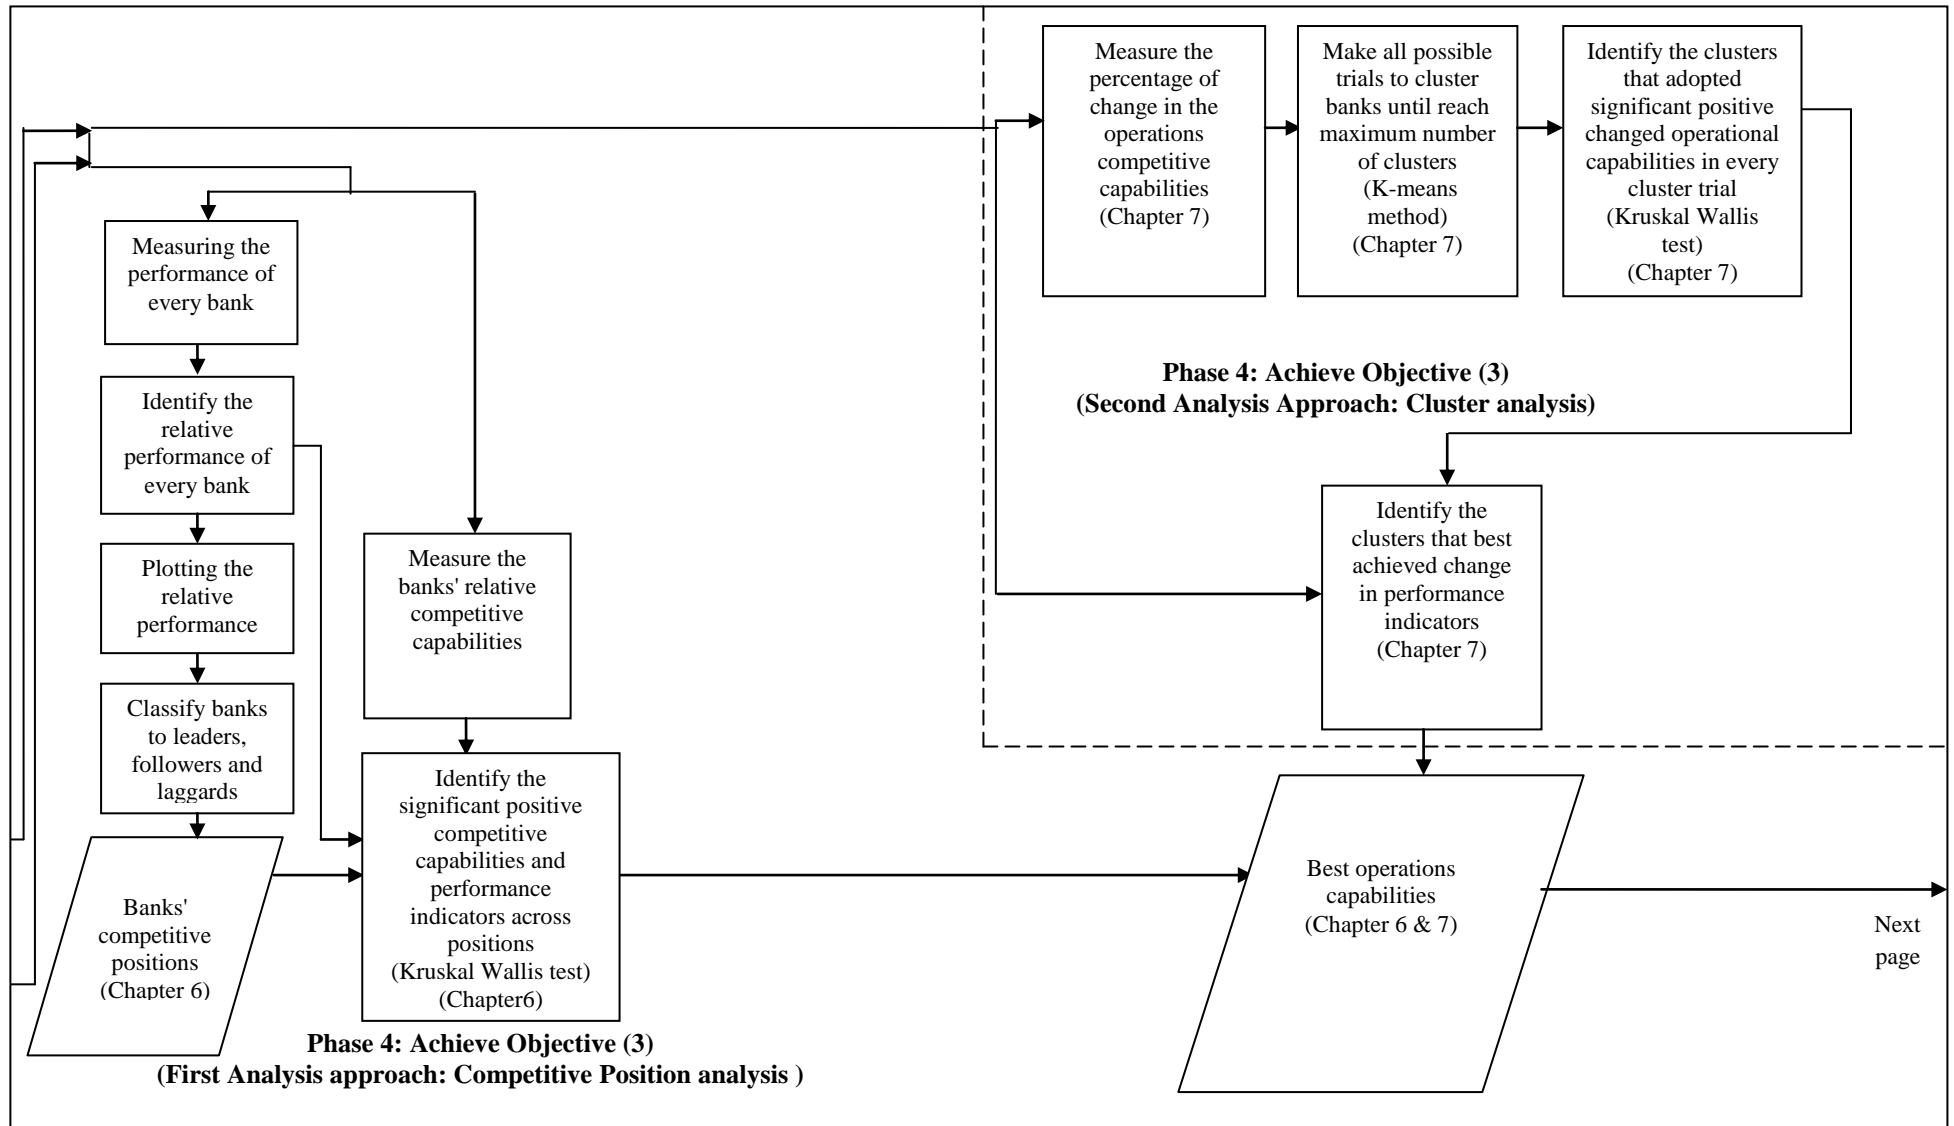 Measure the
percentage of
change in the
operations
competitive
capabilities
(Chapter 7)
Make all possible
trials to cluster
banks until reach
maximum number
of clusters
(K-means
method)
(Chapter 7)
Identify the clusters
that adopted
significant positive
changed operational
capabilities in every
cluster trial
(Kruskal Wallis
test)
(Chapter 7)
Phase 4: Achieve Objective (3)
(Second Analysis Approach: Cluster analysis)
Identify the
clusters that best
achieved change
in performance
indicators
(Chapter 7)
Measuring the
performance of
every bank
Identify the
relative
performance of
every bank
Plotting the
relative
performance
Classify banks
to leaders,
followers and
laggards
Banks'
competitive
positions
(Chapter 6)
Measure the
banks' relative
competitive
capabilities
Identify the
significant positive
competitive
capabilities and
performance
indicators across
positions
(Kruskal Wallis test)
(Chapter6)
Phase 4: Achieve Objective (3)
(First Analysis approach: Competitive Position analysis )
Best operations
capabilities
(Chapter 6 & 7)
Next
page